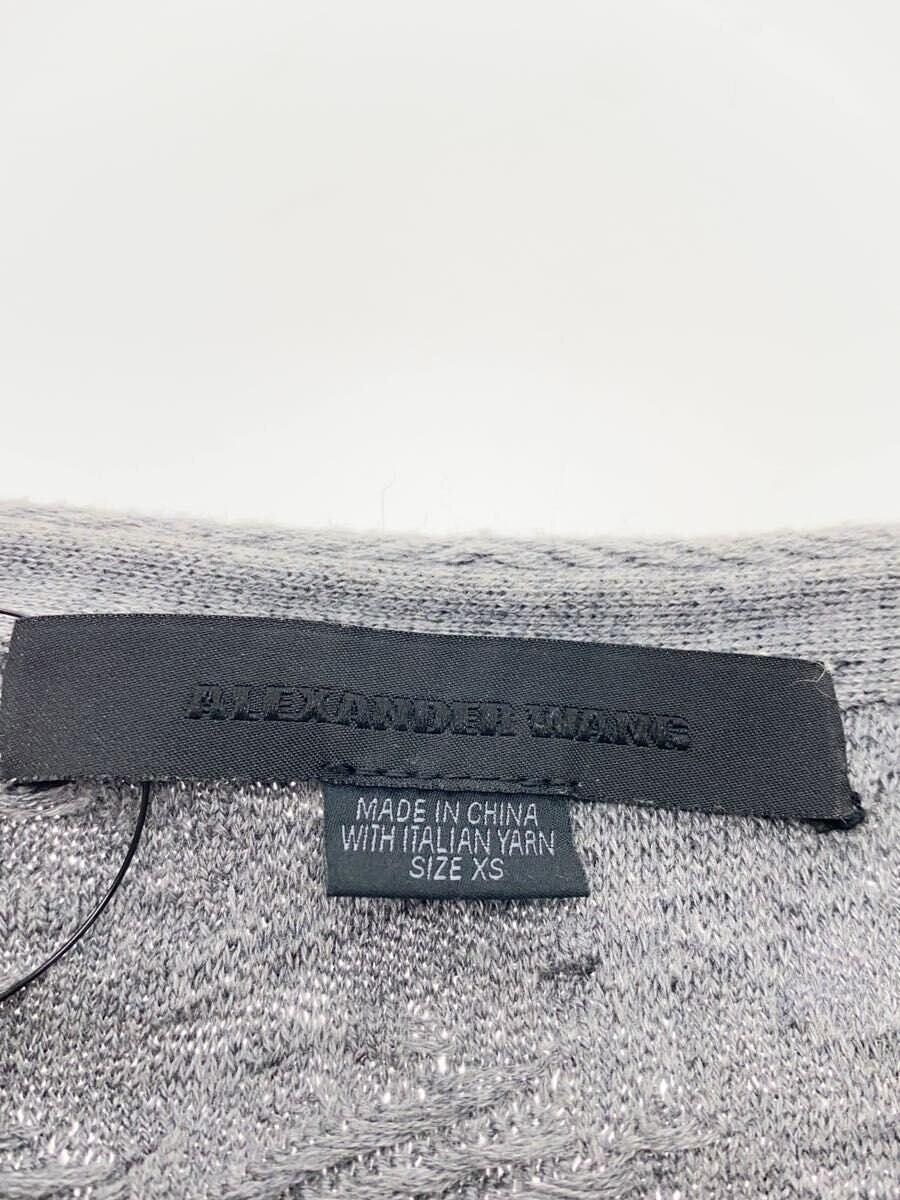 ALEXANDER WANG
MADE IN CHINA
WITH ITALIAN YARN
SIZE XS